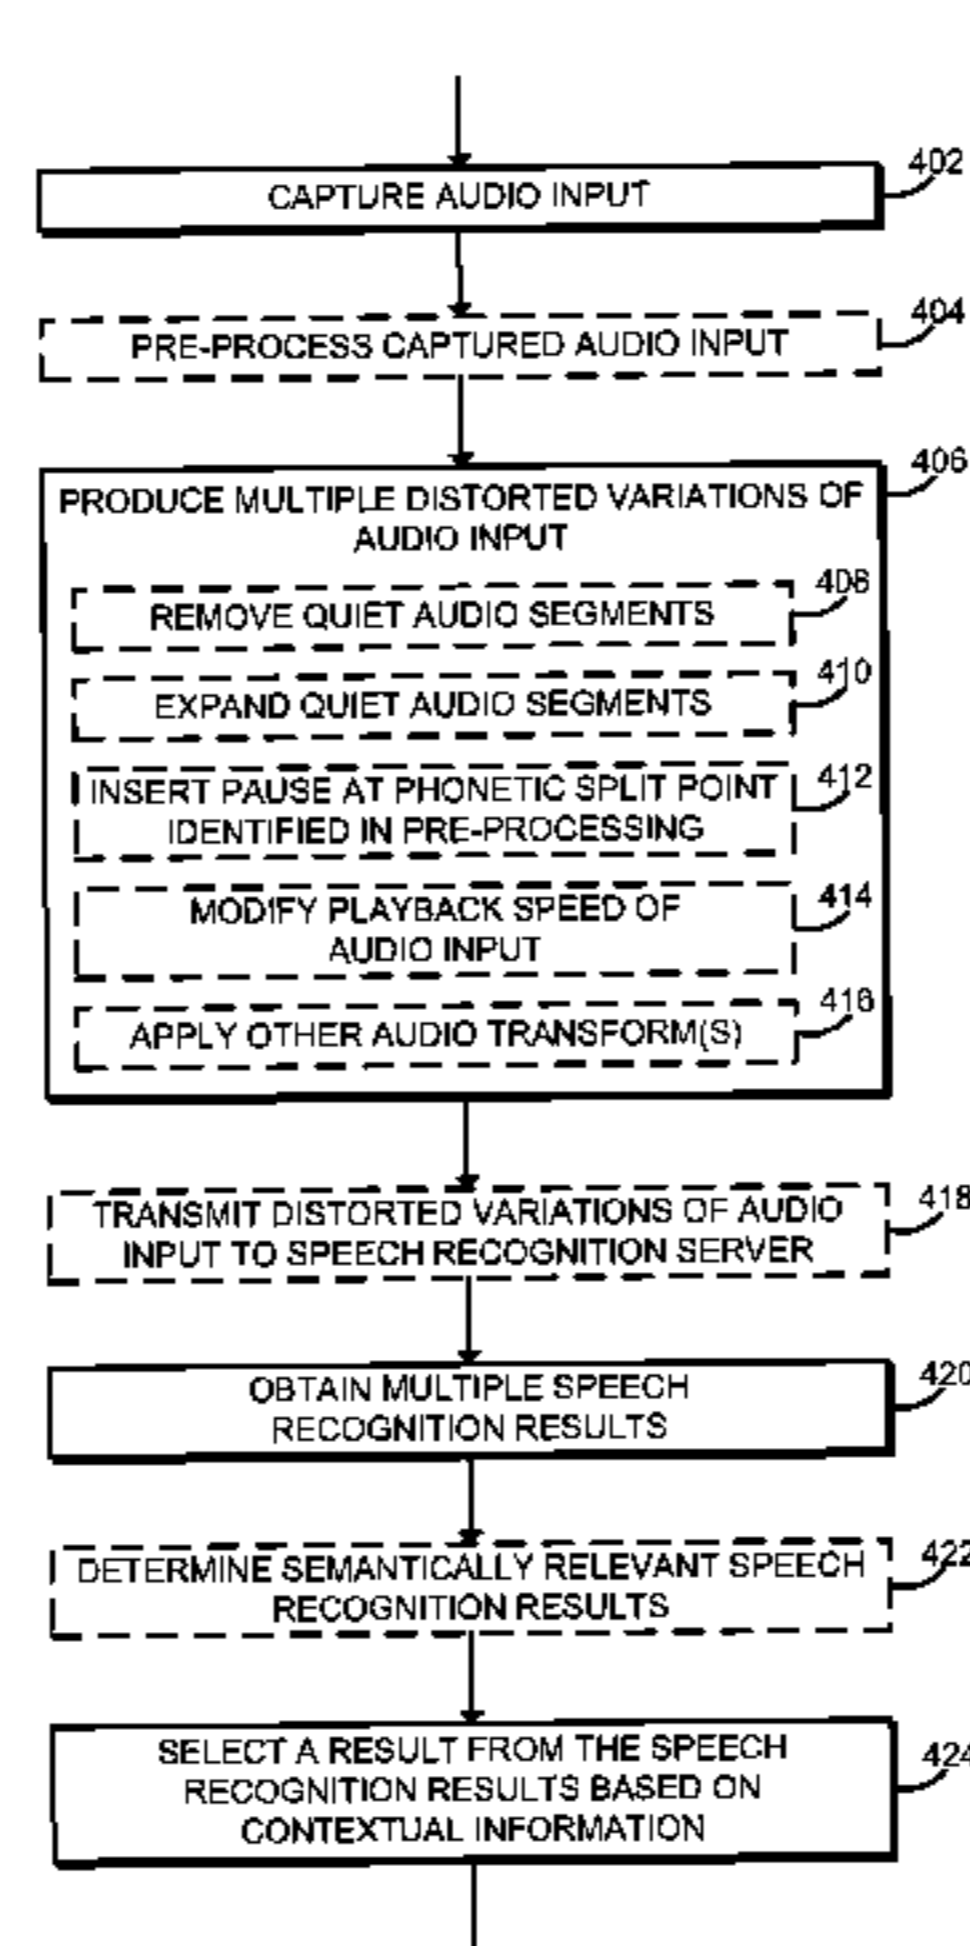 402
CAPTURE AUDIO INPUT
404
PRE-PROCESS CAPTURED AUDIO INPUT
406
PRODUCE MULTIPLE DISTORTED VARIATIONS OF
AUDIO INPUT
408
REMOVE QUIET AUDIO SEGMENTS
410
EXPAND QUIET AUDIO SEGMENTS
412
INSERT PAUSE AT PHONETIC SPLIT POINT
IDENTIFIED IN PRE-PROCESSING
414
MODIFY PLAYBACK SPEED OF
AUDIO INPUT
416
APPLY OTHER AUDIO TRANSFORM(S)
418
TRANSMIT DISTORTED VARIATIONS OF AUDIO
INPUT TO SPEECH RECOGNITION SERVER
420
OBTAIN MULTIPLE SPEECH
RECOGNITION RESULTS
422
DETERMINE SEMANTICALLY RELEVANT SPEECH
RECOGNITION RESULTS
424
SELECT A RESULT FROM THE SPEECH
RECOGNITION RESULTS BASED ON
CONTEXTUAL INFORMATION